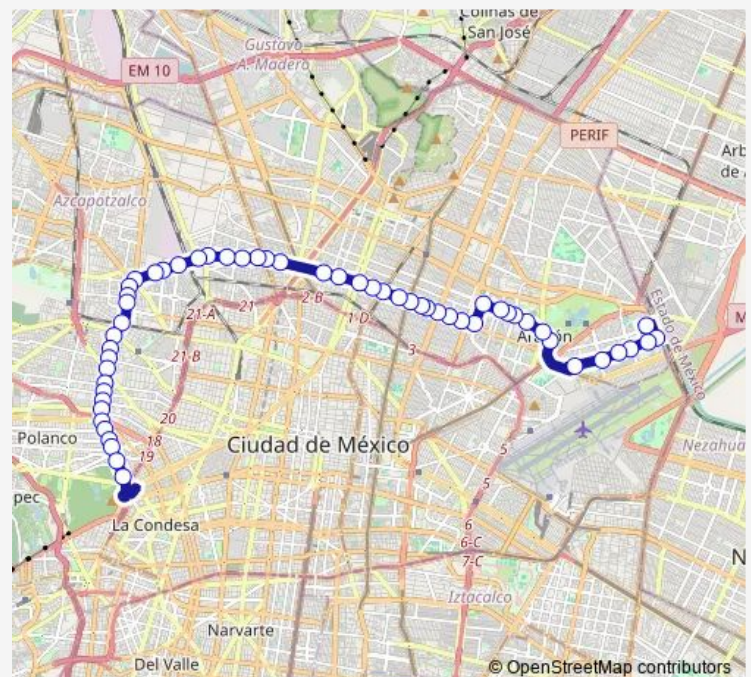 Colinas de
San José
Gustavo
A. Madero
EM 10
PERIF
Arb
de
Azcapotzalco
21-A
21
2-B
1-D
21-B
3
Aragón
Estado de México
M
20
Polanco
18
19
Ciudad de México
5
Nezahua
pec
5
La Condesa
6
6-C
7-C
N
Iztacalco
Narvarte
Del Valle
© OpenStreetMap contributors